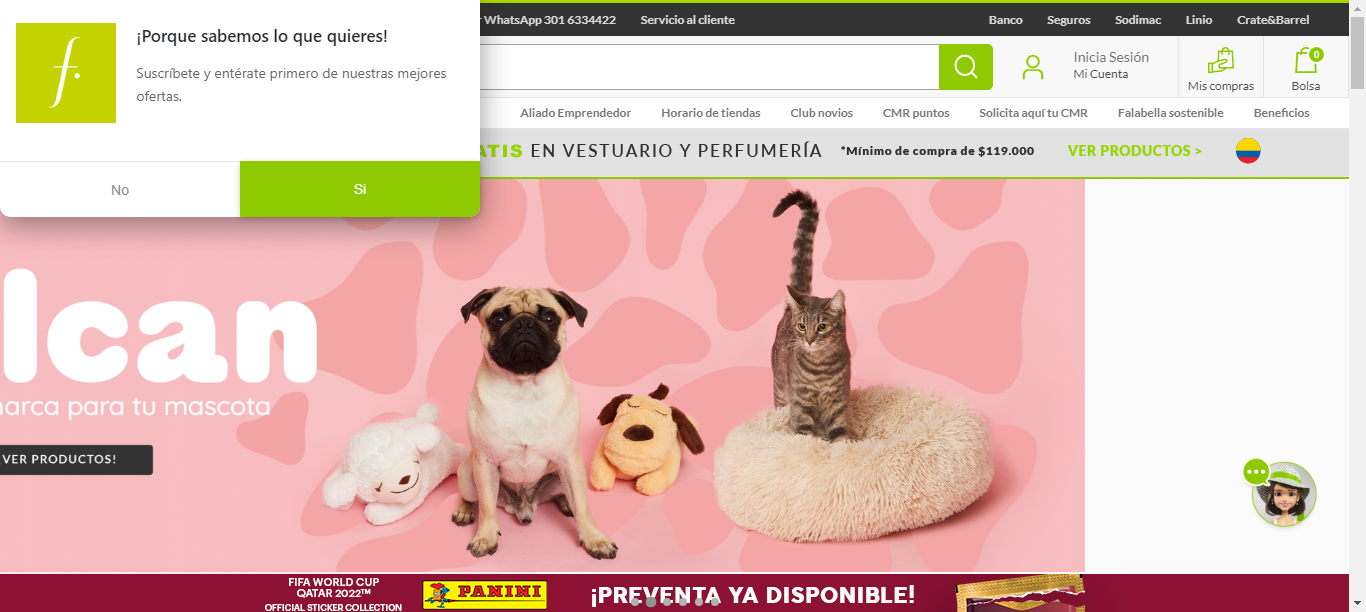 ¡Porque sabemos lo que quieres!
Suscríbete y entérate primero de nuestras mejores
ofertas.
No
Si
WhatsApp 301 6334422
Servicio al cliente
Banco
Seguros
Sodimac
Linio
Crate&Barrel
Inicia Sesión
Mi Cuenta
Mis compras
0
Bolsa
Aliado Emprendedor
Horario de tiendas
Club novios
CMR puntos
Solicita aquí tu CMR
Falabella sostenible
Beneficios
ATIS EN VESTUARIO Y PERFUMERÍA *Mínimo de compra de $119.000 VER PRODUCTOS >
lcan
marca para tu mascota
VER PRODUCTOS!
FIFA WORLD CUP
QATAR 2022™
OFFICIAL STICKER COLLECTION
PANINI
¡PREVENTA YA DISPONIBLE!